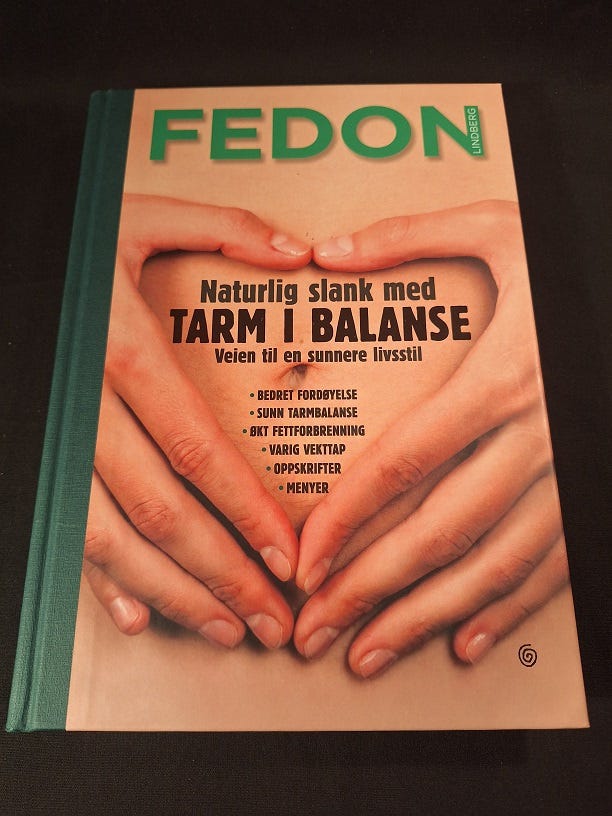 FEDON
LINDBERG
Naturlig slank med
TARM I BALANSE
Veien til en sunnere livsstil
• BEDRET FORDØYELSE
• SUNN TARMBALANSE
• ØKT FETTFORBRENNING
• VARIG VEKTTAP
• OPPSKRIFTER
• MENYER